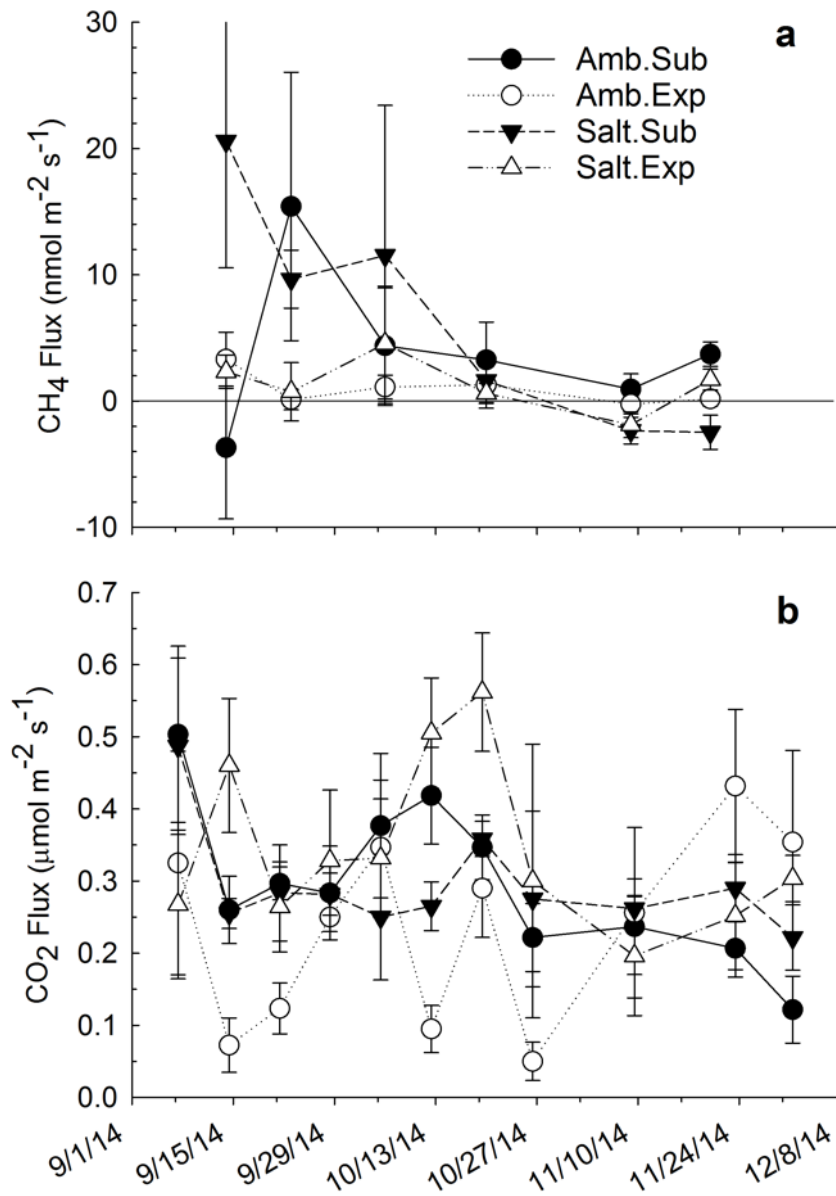 a
30
20
10
0
-10
CH4 Flux (nmol m-2 s-1)
Amb.Sub
Amb.Exp
Salt.Sub
Salt.Exp
b
0.7
0.6
0.5
0.4
0.3
0.2
0.1
0.0
CO2 Flux (µmol m-2 s-1)
9/1/14
9/15/14
9/29/14
10/13/14
10/27/14
11/10/14
11/24/14
12/8/14